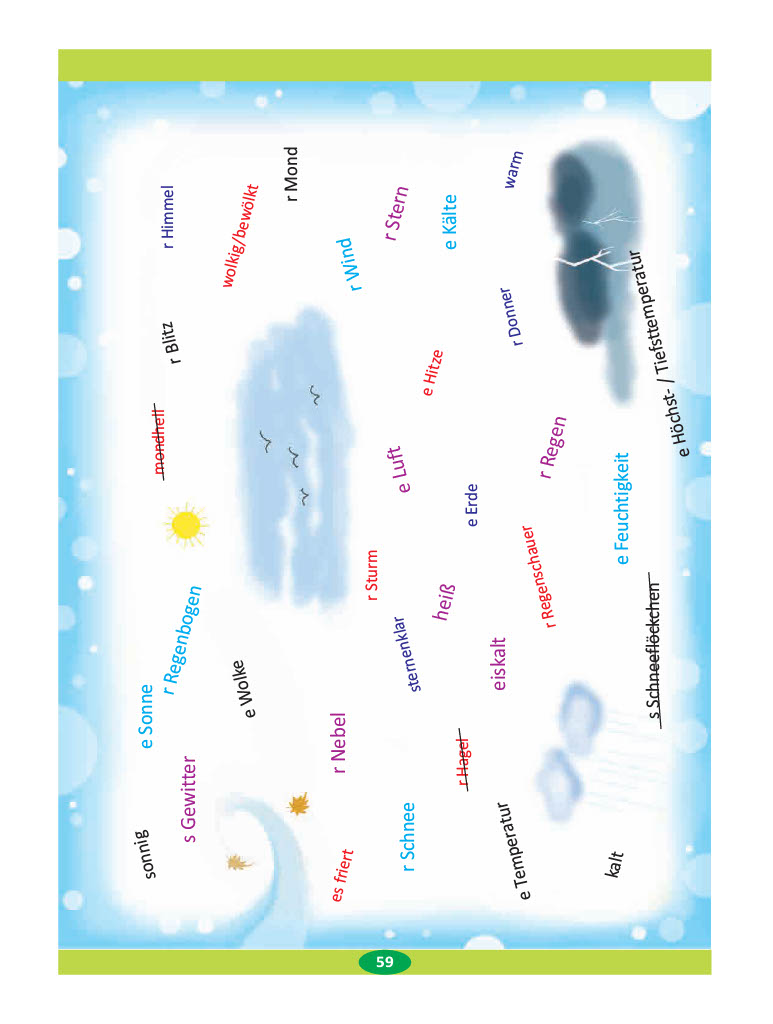 sonnig
e Sonne
s Gewitter
r Regenbogen
mondhell
r Blitz
r Himmel
e Wolke
wolkig/bewölkt
r Mond
es friert
r Nebel
r Sturm
r Wind
r Schnee
sternenklar
e Luft
r Stern
heiß
e Hitze
e Kälte
r Hagel
e Erde
eiskalt
e Temperatur
r Donner
warm
r Regenschauer
r Regen
kalt
e Feuchtigkeit
s Schneeflöckchen
e Höchst- / Tiefsttemperatur
59